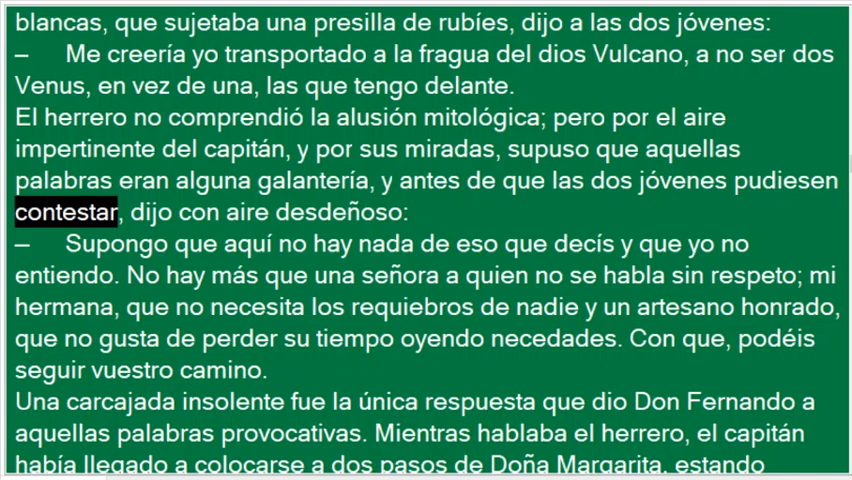 blancas, que sujetaba una presilla de rubíes, dijo a las dos jóvenes:
– Me creería yo transportado a la fragua del dios Vulcano, a no ser dos
Venus, en vez de una, las que tengo delante.
El herrero no comprendió la alusión mitológica; pero por el aire
impertinente del capitán, y por sus miradas, supuso que aquellas
palabras eran alguna galantería, y antes de que las dos jóvenes pudiesen
contestar, dijo con aire desdeñoso:
– Supongo que aquí no hay nada de eso que decís y que yo no
entiendo. No hay más que una señora a quien no se habla sin respeto; mi
hermana, que no necesita los requiebros de nadie y un artesano honrado,
que no gusta de perder su tiempo oyendo necedades. Con que, podéis
seguir vuestro camino.
Una carcajada insolente fue la única respuesta que dio Don Fernando a
aquellas palabras provocativas. Mientras hablaba el herrero, el capitán
había llegado a colocarse a dos pasos de Doña Margarita, estando